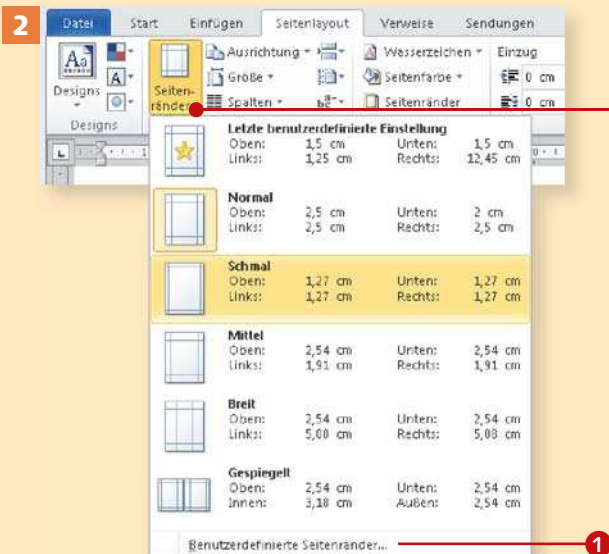 2
Datei Start Einfügen Seitenlayout Verweise Sendungen
Ausrichtung Wasserzeichen Einzug
Größe Seitenfarbe 0 cm
Designs Seiten-
ränder Spalten Seitenränder 0 cm
Designs
Letzte benutzerdefinierte Einstellung
Oben: 1,5 cm Unten: 1,5 cm
Links: 1,25 cm Rechts: 12,45 cm
Normal
Oben: 2,5 cm Unten: 2 cm
Links: 2,5 cm Rechts: 2,5 cm
Schmal
Oben: 1,27 cm Unten: 1,27 cm
Links: 1,27 cm Rechts: 1,27 cm
Mittel
Oben: 2,54 cm Unten: 2,54 cm
Links: 1,91 cm Rechts: 1,91 cm
Breit
Oben: 2,54 cm Unten: 2,54 cm
Links: 5,08 cm Rechts: 5,08 cm
Gespiegelt
Oben: 2,54 cm Unten: 2,54 cm
Innen: 3,18 cm Außen: 2,54 cm
Benutzerdefinierte Seitenränder... 1